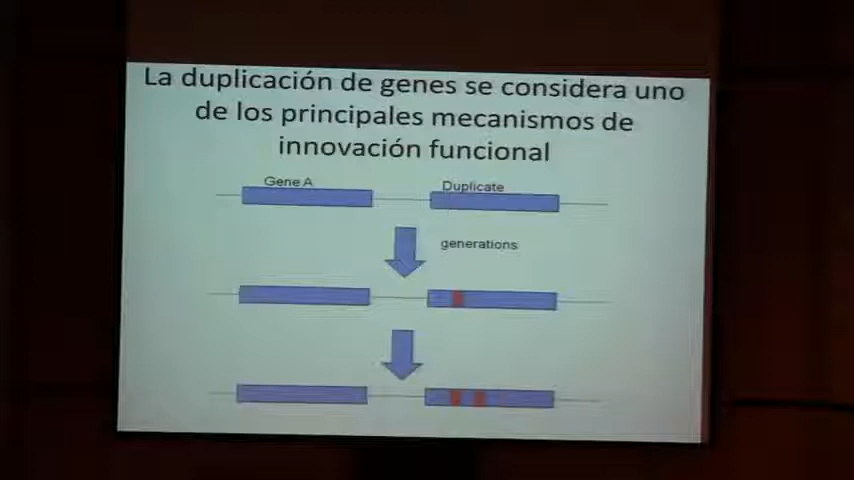 La duplicación de genes se considera uno
de los principales mecanismos de
innovación funcional
Gene A
Duplicate
generations